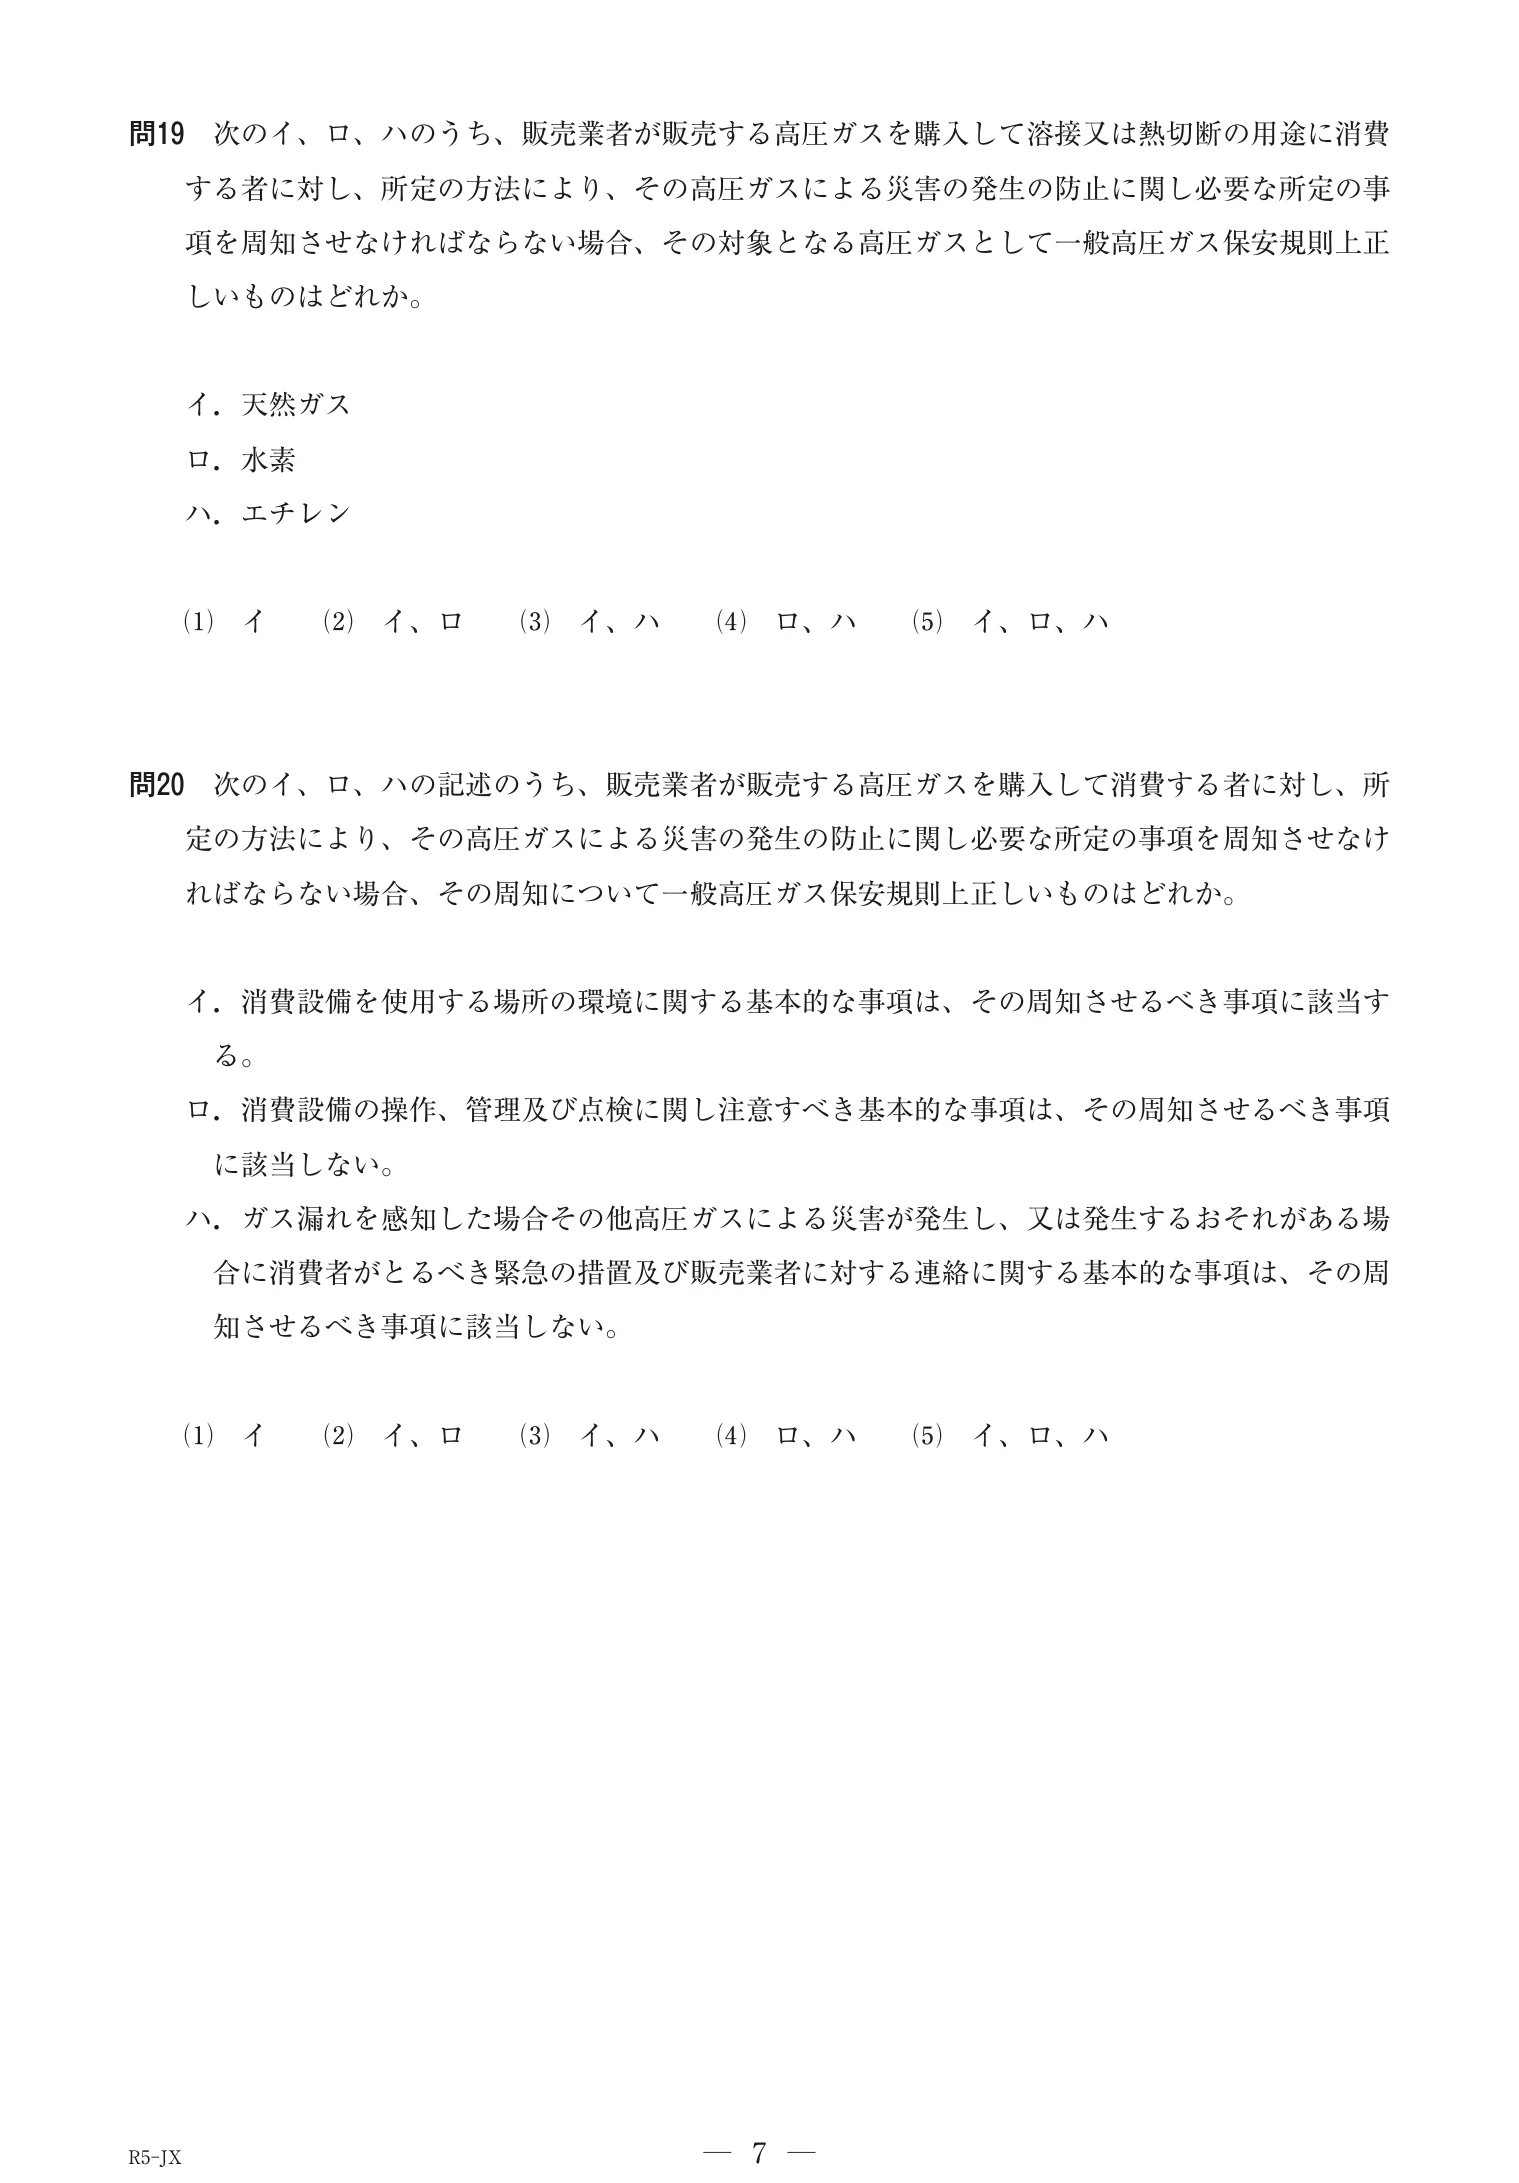 問19　次のイ、ロ、ハのうち、販売業者が販売する高圧ガスを購入して溶接又は熱切断の用途に消費
する者に対し、所定の方法により、その高圧ガスによる災害の発生の防止に関し必要な所定の事
項を周知させなければならない場合、その対象となる高圧ガスとして一般高圧ガス保安規則上正
しいものはどれか。
イ．天然ガス
ロ．水素
ハ．エチレン
(1)　イ　　(2)　イ、ロ　　(3)　イ、ハ　　(4)　ロ、ハ　　(5)　イ、ロ、ハ
問20　次のイ、ロ、ハの記述のうち、販売業者が販売する高圧ガスを購入して消費する者に対し、所
定の方法により、その高圧ガスによる災害の発生の防止に関し必要な所定の事項を周知させなけ
ればならない場合、その周知について一般高圧ガス保安規則上正しいものはどれか。
イ．消費設備を使用する場所の環境に関する基本的な事項は、その周知させるべき事項に該当す
る。
ロ．消費設備の操作、管理及び点検に関し注意すべき基本的な事項は、その周知させるべき事項
に該当しない。
ハ．ガス漏れを感知した場合その他高圧ガスによる災害が発生し、又は発生するおそれがある場
合に消費者がとるべき緊急の措置及び販売業者に対する連絡に関する基本的な事項は、その周
知させるべき事項に該当しない。
(1)　イ　　(2)　イ、ロ　　(3)　イ、ハ　　(4)　ロ、ハ　　(5)　イ、ロ、ハ
R5-JX
— 7 —